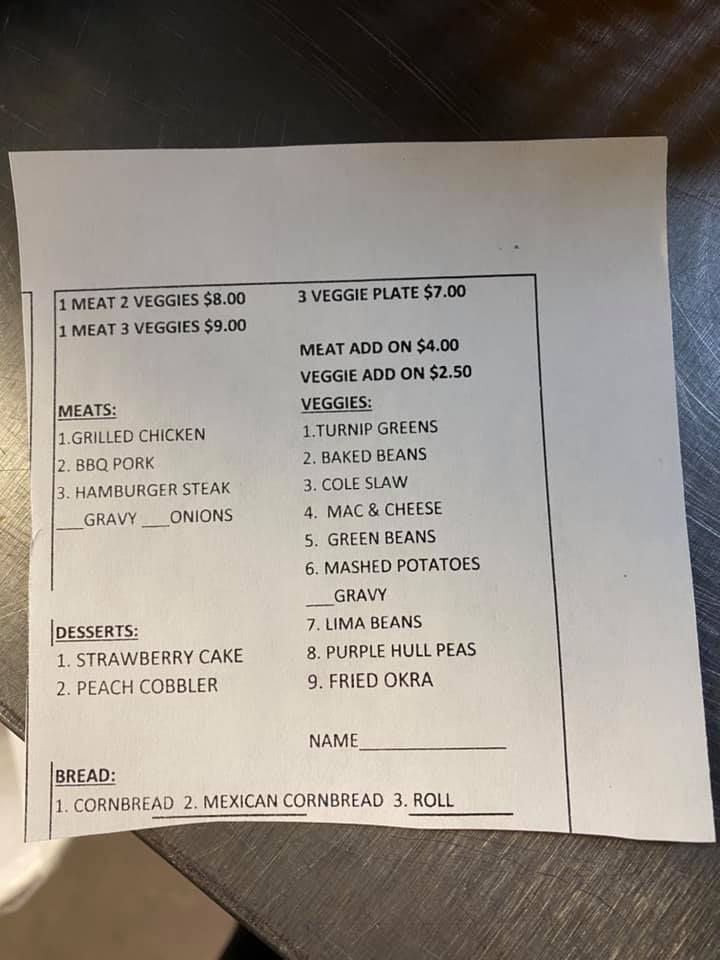 1 MEAT 2 VEGGIES $8.00
1 MEAT 3 VEGGIES $9.00
3 VEGGIE PLATE $7.00
MEAT ADD ON $4.00
VEGGIE ADD ON $2.50
MEATS:
1.GRILLED CHICKEN
2. BBQ PORK
3. HAMBURGER STEAK
___GRAVY ___ONIONS
VEGGIES:
1.TURNIP GREENS
2. BAKED BEANS
3. COLE SLAW
4. MAC & CHEESE
5. GREEN BEANS
6. MASHED POTATOES
___GRAVY
7. LIMA BEANS
8. PURPLE HULL PEAS
9. FRIED OKRA
DESSERTS:
1. STRAWBERRY CAKE
2. PEACH COBBLER
NAME________________
BREAD:
1. CORNBREAD 2. MEXICAN CORNBREAD 3. ROLL